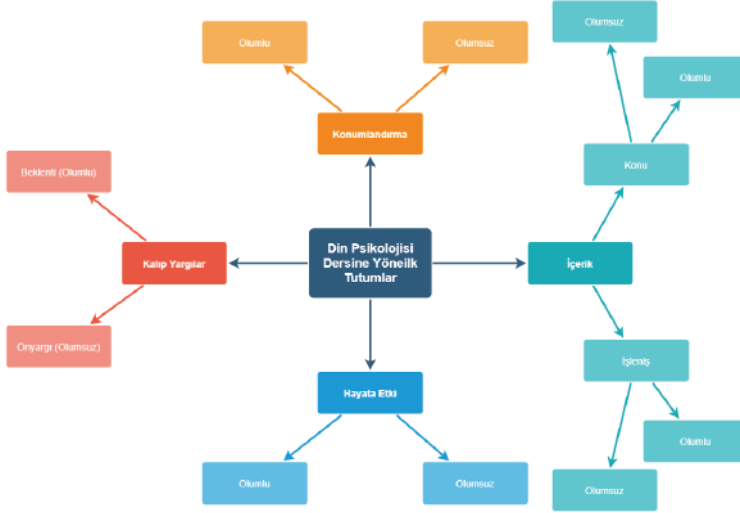 Olumsuz
Olumlu
Olumsuz
Olumlu
Konumlandırma
Konu
Beklenti (Olumlu)
Din Psikolojisi
Dersine Yöneilk
Tutumlar
Kalıp Yargılar
İçerik
Önyargı (Olumsuz)
İşleniş
Hayata Etki
Olumlu
Olumlu
Olumsuz
Olumsuz